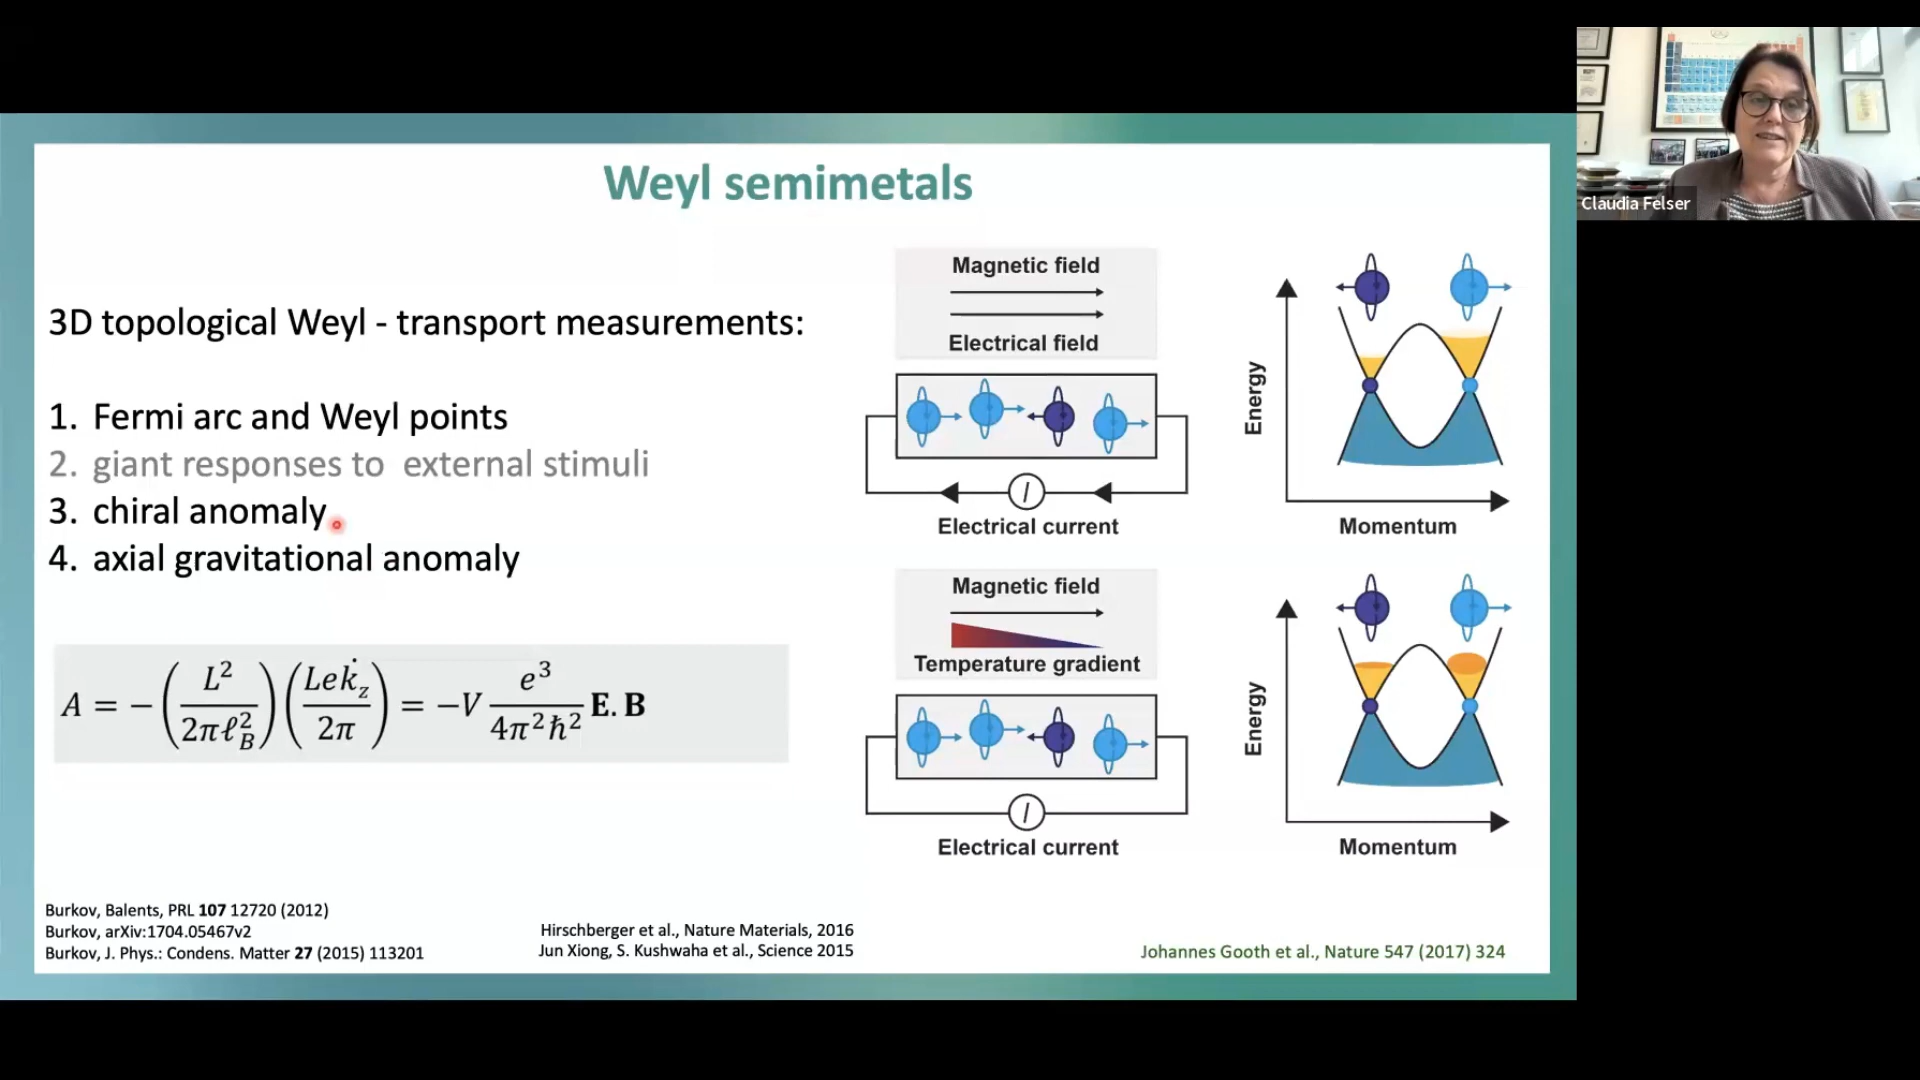 Weyl semimetals
3D topological Weyl - transport measurements:
1. Fermi arc and Weyl points
2. giant responses to external stimuli
3. chiral anomaly
4. axial gravitational anomaly
A = −(L²/2πℓ_B²)(Lek̇_z/2π) = −V e³/4π²ħ² E.B
Burkov, Balents, PRL 107 12720 (2012)
Burkov, arXiv:1704.05467v2
Burkov, J. Phys.: Condens. Matter 27 (2015) 113201
Hirschberger et al., Nature Materials, 2016
Jun Xiong, S. Kushwaha et al., Science 2015
Magnetic field
Electrical field
I
Electrical current
Energy
Momentum
Magnetic field
Temperature gradient
I
Electrical current
Energy
Momentum
Johannes Gooth et al., Nature 547 (2017) 324
Claudia Felser